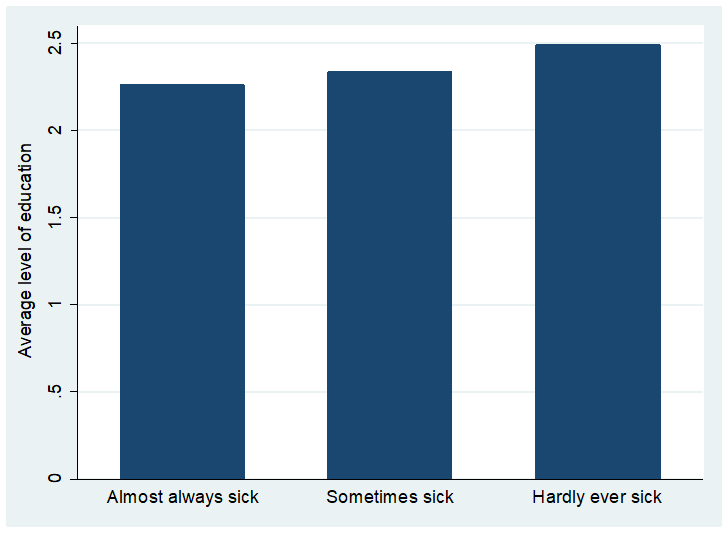 Average level of education
2.5
2
1.5
1
.5
0
Almost always sick
Sometimes sick
Hardly ever sick